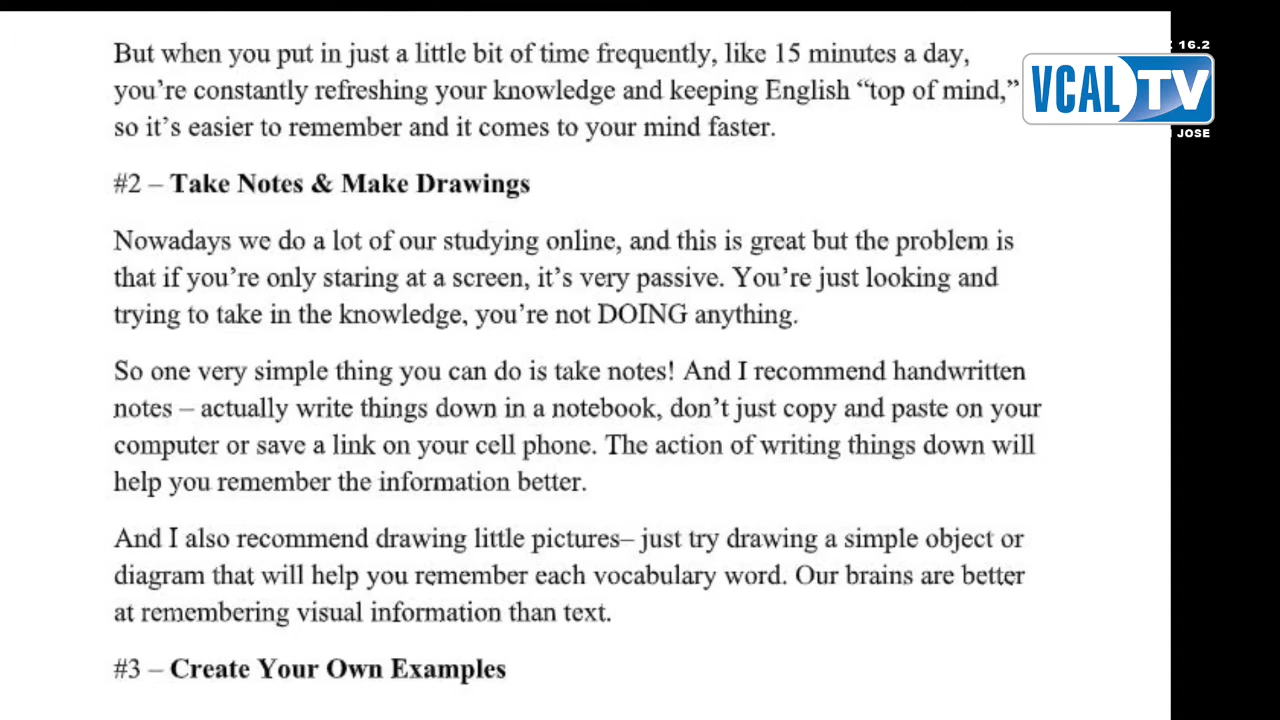 But when you put in just a little bit of time frequently, like 15 minutes a day,
you’re constantly refreshing your knowledge and keeping English “top of mind,”
so it’s easier to remember and it comes to your mind faster.
16.2
VCAL TV
JOSE
#2 – Take Notes & Make Drawings
Nowadays we do a lot of our studying online, and this is great but the problem is
that if you’re only staring at a screen, it’s very passive. You’re just looking and
trying to take in the knowledge, you’re not DOING anything.
So one very simple thing you can do is take notes! And I recommend handwritten
notes – actually write things down in a notebook, don’t just copy and paste on your
computer or save a link on your cell phone. The action of writing things down will
help you remember the information better.
And I also recommend drawing little pictures– just try drawing a simple object or
diagram that will help you remember each vocabulary word. Our brains are better
at remembering visual information than text.
#3 – Create Your Own Examples